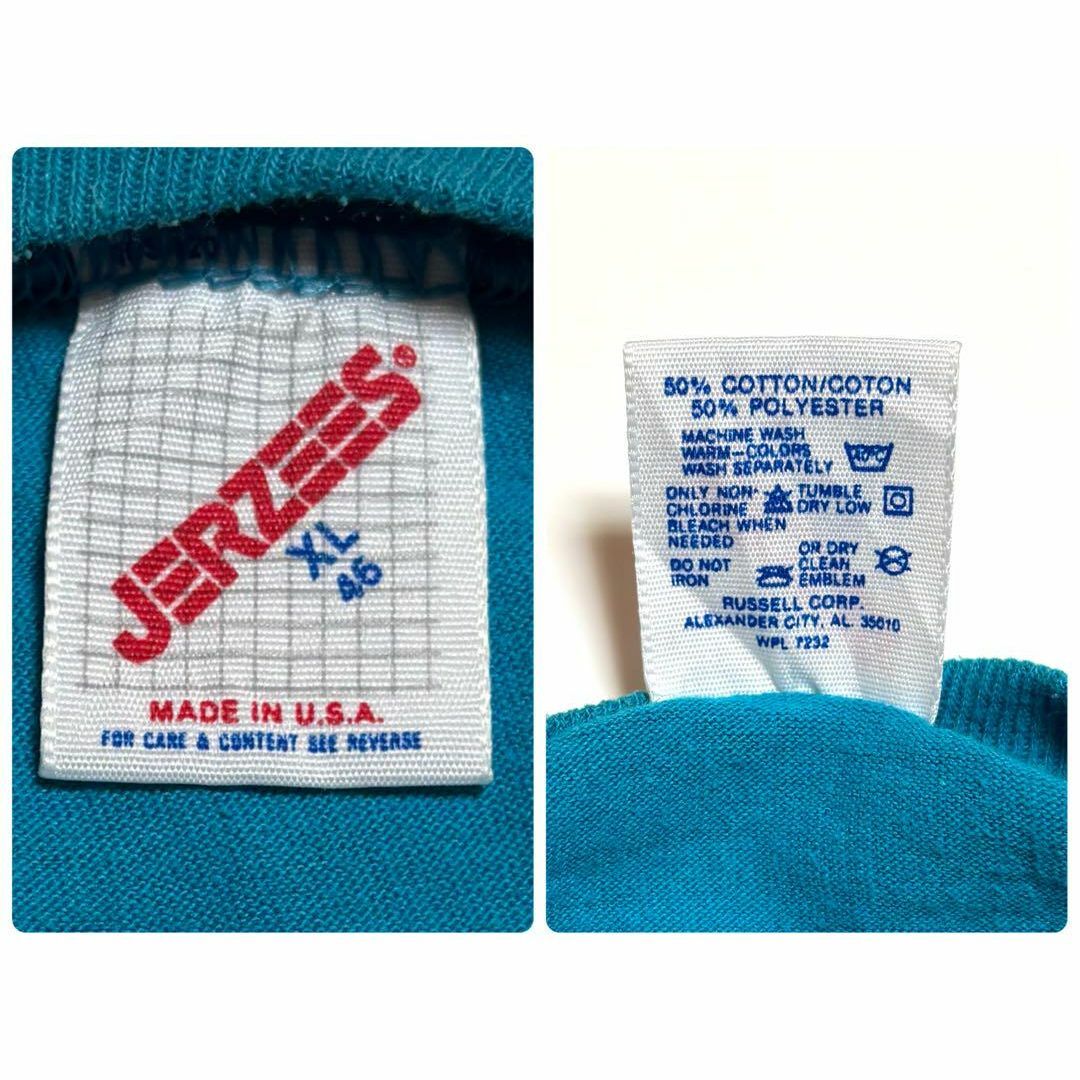 JERZEES®
XL
46
MADE IN U.S.A.
FOR CARE & CONTENT SEE REVERSE
50% COTTON/COTON
50% POLYESTER
MACHINE WASH
WARM-COLORS
WASH SEPARATELY
ONLY NON-
CHLORINE
BLEACH WHEN
NEEDED
TUMBLE
DRY LOW
DO NOT
IRON
OR DRY
CLEAN
EMBLEM
RUSSELL CORP.
ALEXANDER CITY, AL 35010
WPL 7232